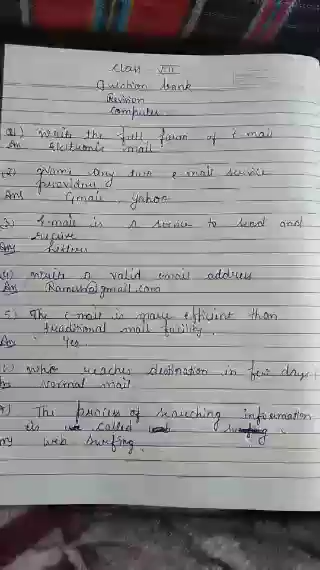 Class VII
Question bank
Revision
Computer
Q1) Write the full form of E-mail
Ans Electronic mail
(2) Name any two e-mail service
providers
Ans Gmail, Yahoo
3) E-mail is a service to send and
receive
Ans letters
(4) Write a valid email address
Ans Ramesh@gmail.com
5) The E-mail is more efficient than
traditional mail facility.
Ans Yes
6) Who reaches destination in few days
Ans Normal mail
7) The process of searching information
is called
Ans web surfing.